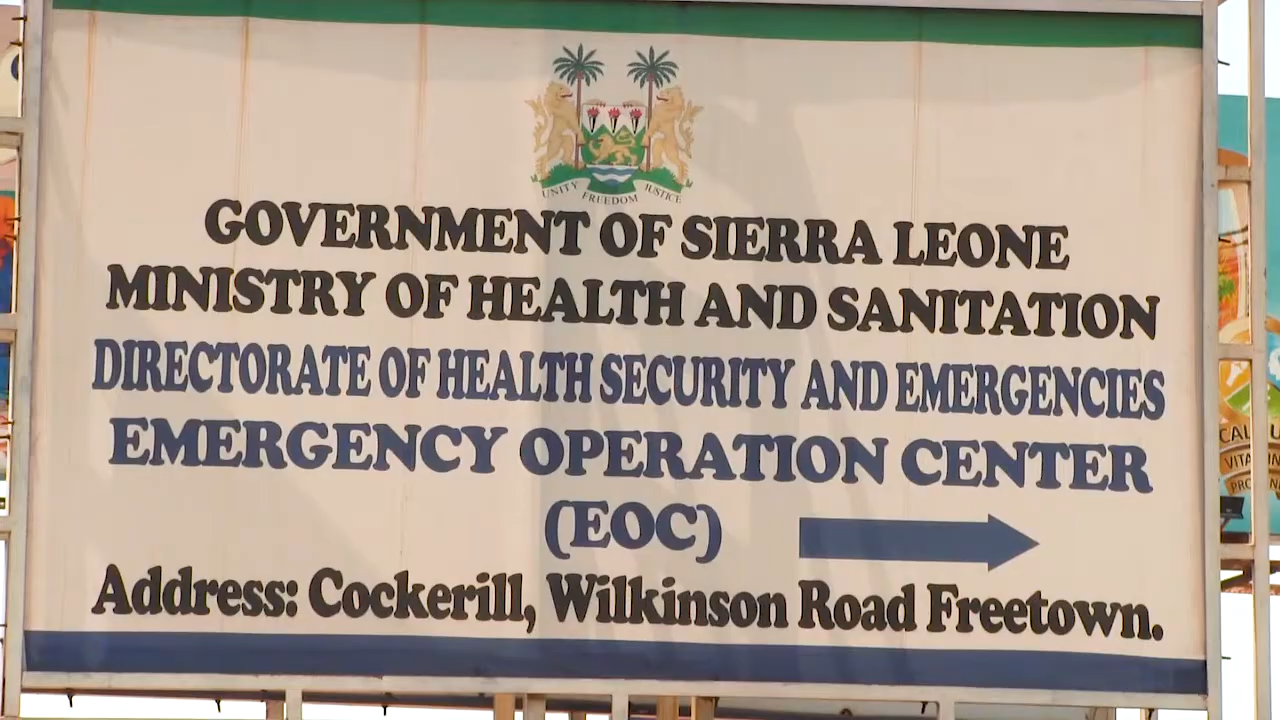 UNITY FREEDOM JUSTICE
GOVERNMENT OF SIERRA LEONE
MINISTRY OF HEALTH AND SANITATION
DIRECTORATE OF HEALTH SECURITY AND EMERGENCIES
EMERGENCY OPERATION CENTER
(EOC)
Address: Cockerill, Wilkinson Road Freetown.